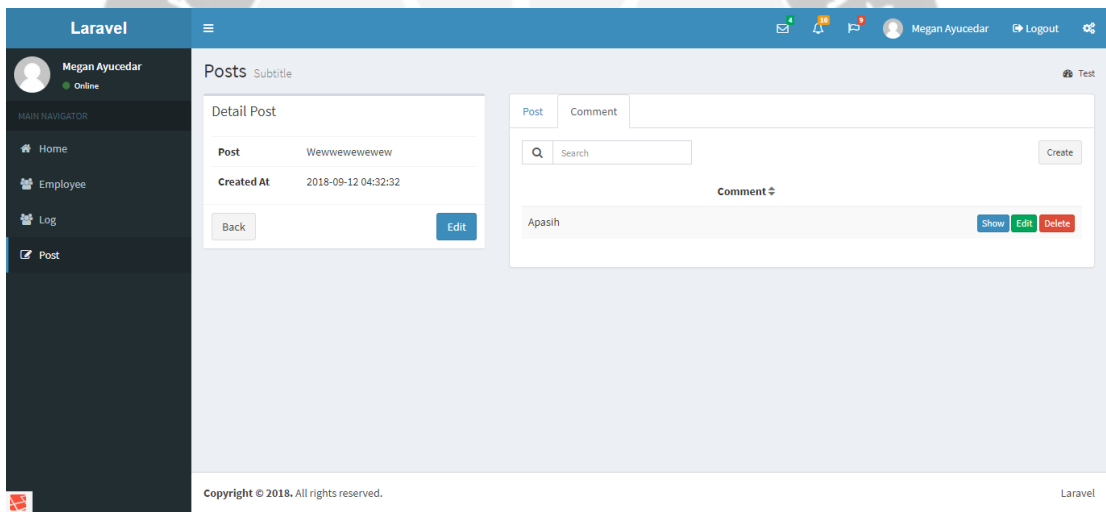 Laravel
4
10
9
Megan Ayucedar
Logout
Megan Ayucedar
Online
MAIN NAVIGATOR
Home
Employee
Log
Post
Posts Subtitle
Test
Detail Post
Post Wewwewewewew
Created At 2018-09-12 04:32:32
Back Edit
Post Comment
Search Create
Comment
Apasih Show Edit Delete
Copyright © 2018. All rights reserved. Laravel